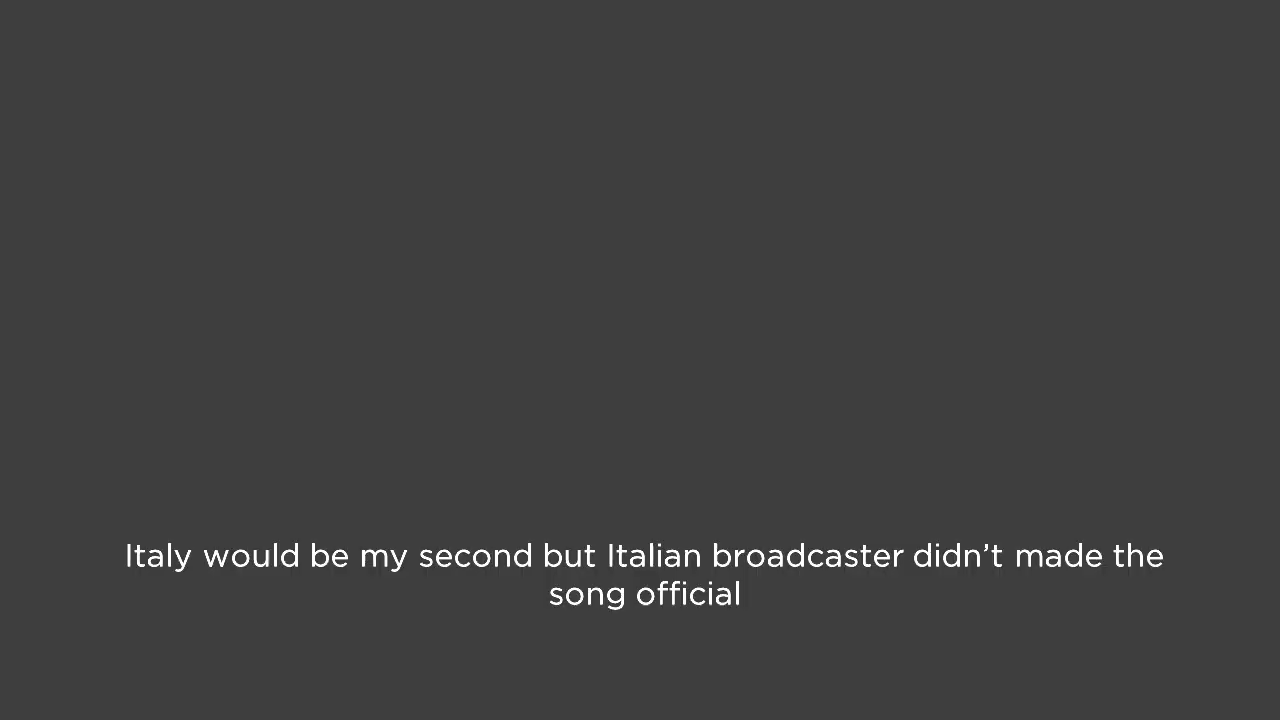 Italy would be my second but Italian broadcaster didn’t made the
song official